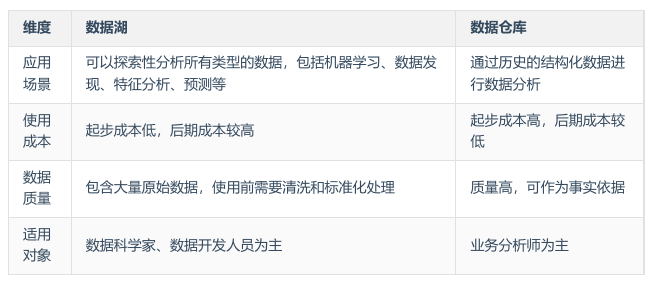 维度 数据湖 数据仓库
应用
场景
可以探索性分析所有类型的数据，包括机器学习、数据发
现、特征分析、预测等
通过历史的结构化数据进
行数据分析
使用
成本
起步成本低，后期成本较高
起步成本高，后期成本较
低
数据
质量
包含大量原始数据，使用前需要清洗和标准化处理
质量高，可作为事实依据
适用
对象
数据科学家、数据开发人员为主
业务分析师为主